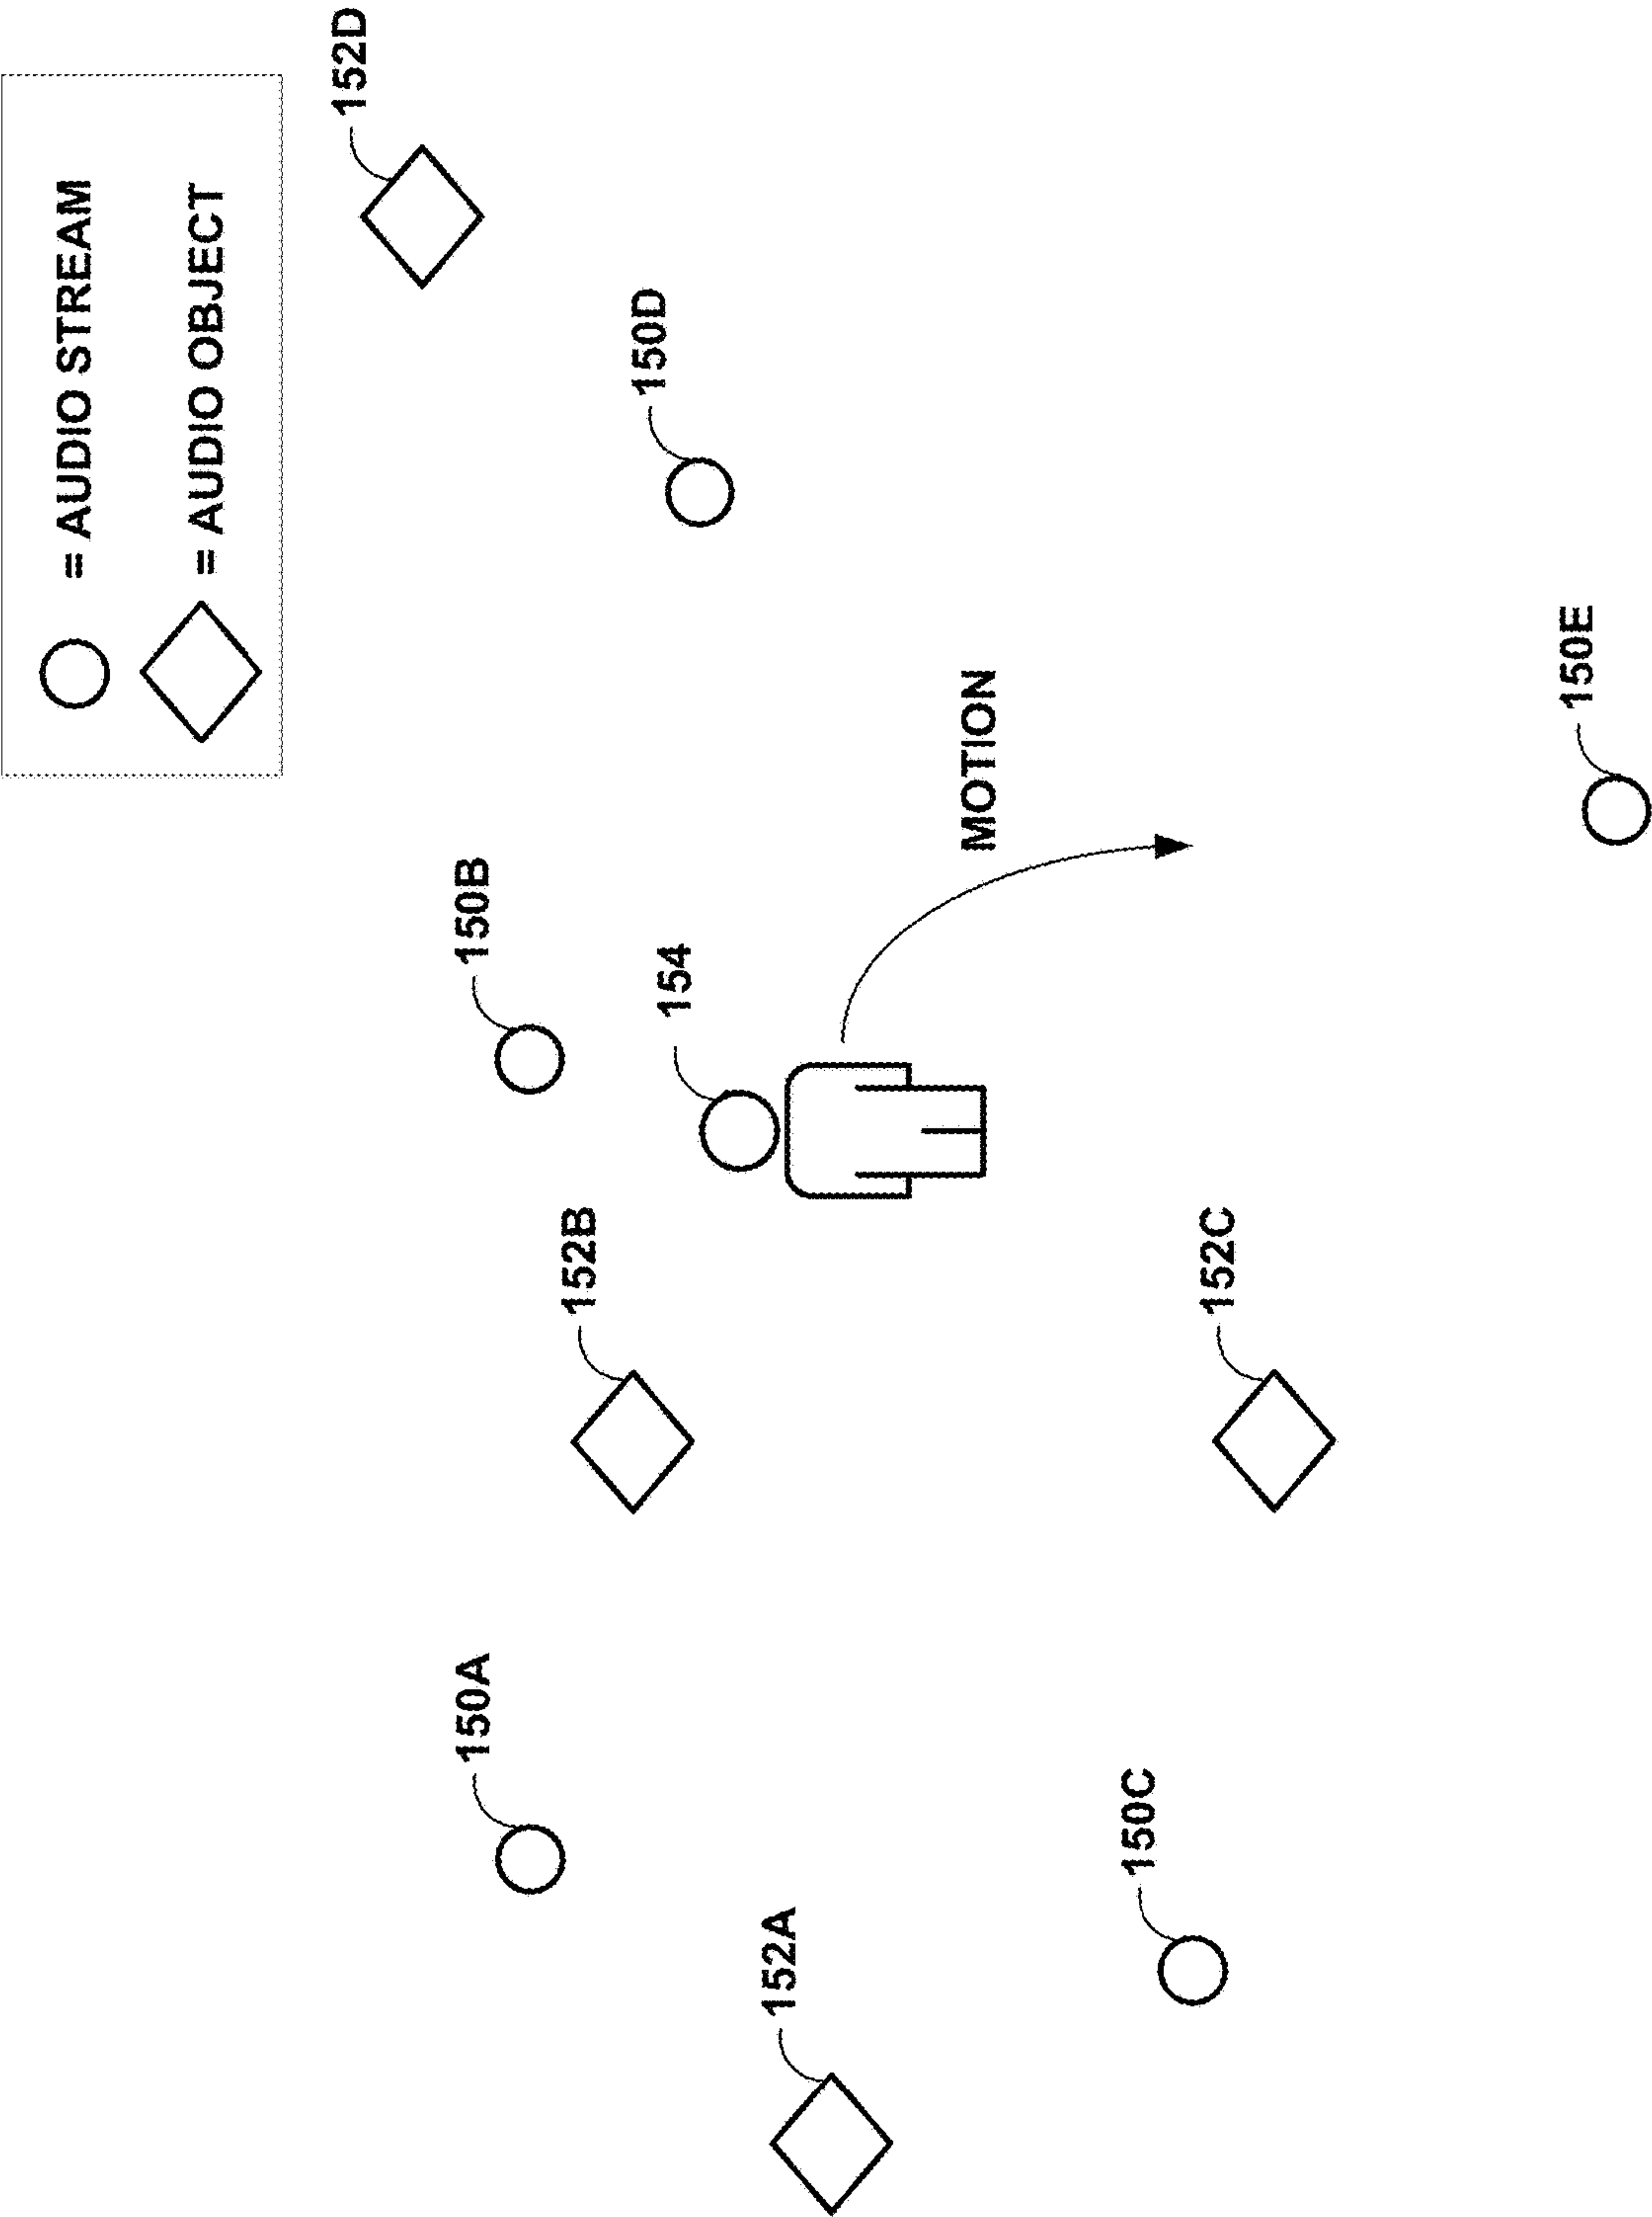 = AUDIO STREAM
= AUDIO OBJECT
152D
150D
150B
154
MOTION
150E
152B
152C
150A
152A
150C